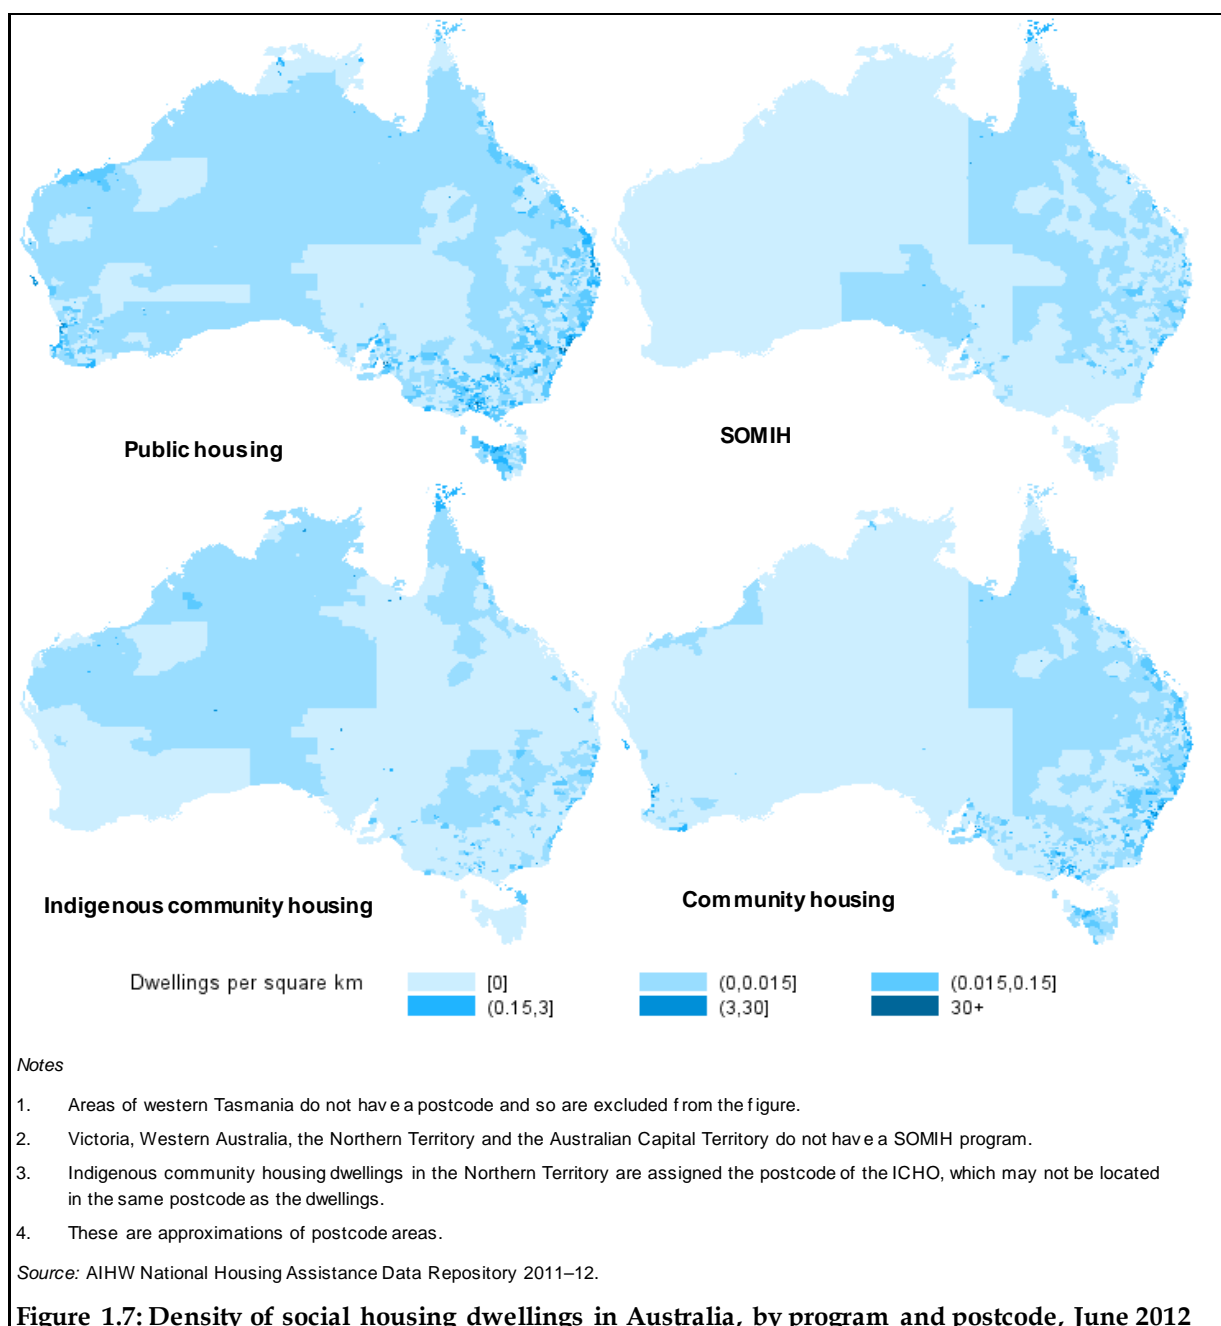 Public housing
SOMIH
Indigenous community housing
Community housing
Dwellings per square km
[0]
(0,0.015]
(0.015,0.15]
(0.15,3]
(3,30]
30+
Notes
1. Areas of western Tasmania do not have a postcode and so are excluded from the figure.
2. Victoria, Western Australia, the Northern Territory and the Australian Capital Territory do not have a SOMIH program.
3. Indigenous community housing dwellings in the Northern Territory are assigned the postcode of the ICHO, which may not be located
in the same postcode as the dwellings.
4. These are approximations of postcode areas.
Source: AIHW National Housing Assistance Data Repository 2011–12.
Figure 1.7: Density of social housing dwellings in Australia, by program and postcode, June 2012